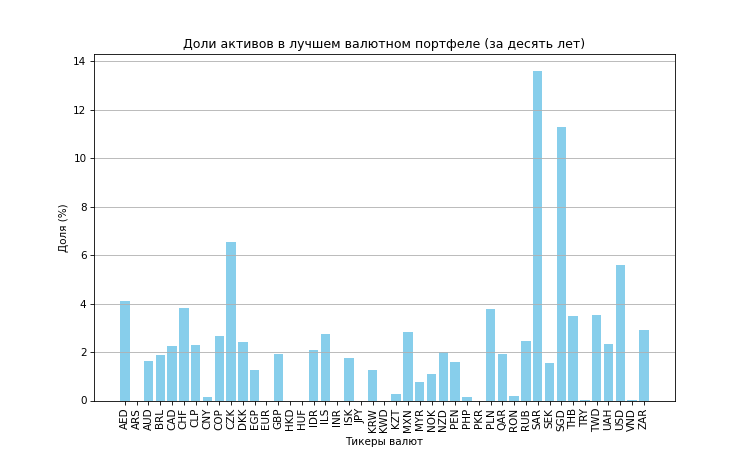 Доли активов в лучшем валютном портфеле (за десять лет)
Доля (%)
14
12
10
8
6
4
2
0
AED
ARS
AUD
BRL
CAD
CHF
CLP
CNY
COP
CZK
DKK
EGP
EUR
GBP
HKD
HUF
IDR
ILS
INR
ISK
JPY
KRW
KWD
KZT
MXN
MYR
NOK
NZD
PEN
PHP
PKR
PLN
QAR
RON
RUB
SAR
SEK
SGD
THB
TRY
TWD
UAH
USD
VND
ZAR
Тикеры валют